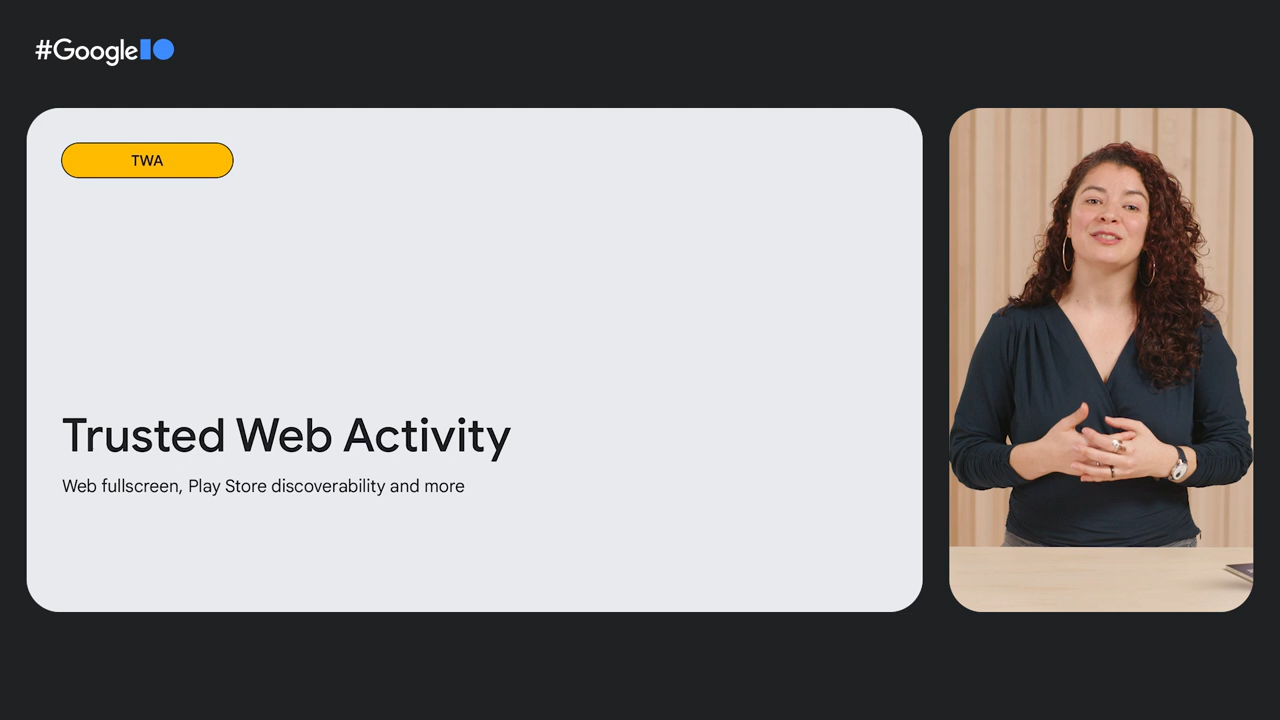 #GoogleIO
TWA
Trusted Web Activity
Web fullscreen, Play Store discoverability and more